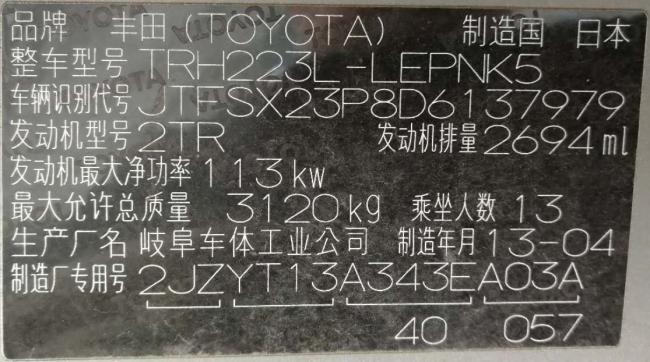 品牌 丰田(TOYOTA) 制造国 日本
整车型号 TRH223L-LEPNK5
车辆识别代号 JTFSX23P8D6137979
发动机型号 2TR 发动机排量 2694 ml
发动机最大净功率 113 kw
最大允许总质量 3120kg 乘坐人数 13
生产厂名 岐阜车体工业公司 制造年月 13-04
制造厂专用号 2JZYT13A343EA03A
40 057